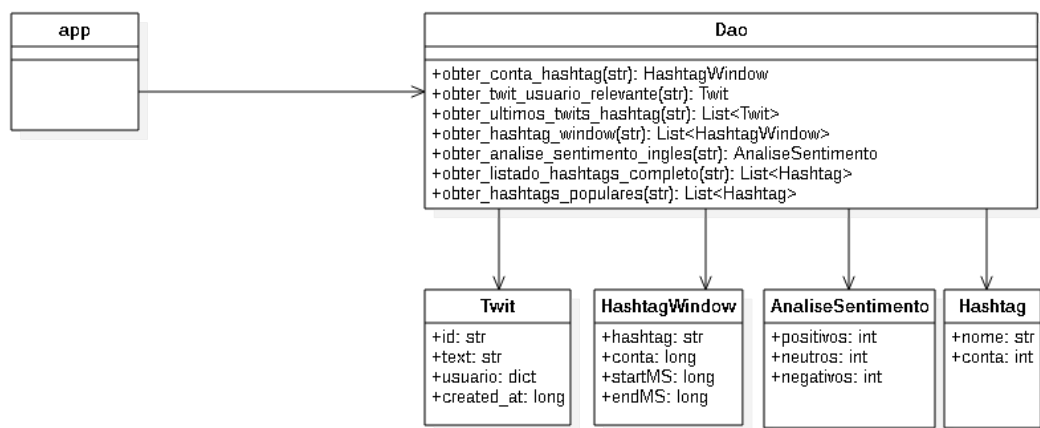 app
Dao
+obter_conta_hashtag(str): HashtagWindow
+obter_twit_usuario_relevante(str): Twit
+obter_ultimos_twits_hashtag(str): List<Twit>
+obter_hashtag_window(str): List<HashtagWindow>
+obter_analise_sentimento_ingles(str): AnaliseSentimento
+obter_listado_hashtags_completo(str): List<Hashtag>
+obter_hashtags_populares(str): List<Hashtag>
Twit
+id: str
+text: str
+usuario: dict
+created_at: long
HashtagWindow
+hashtag: str
+conta: long
+startMS: long
+endMS: long
AnaliseSentimento
+positivos: int
+neutros: int
+negativos: int
Hashtag
+nome: str
+conta: int